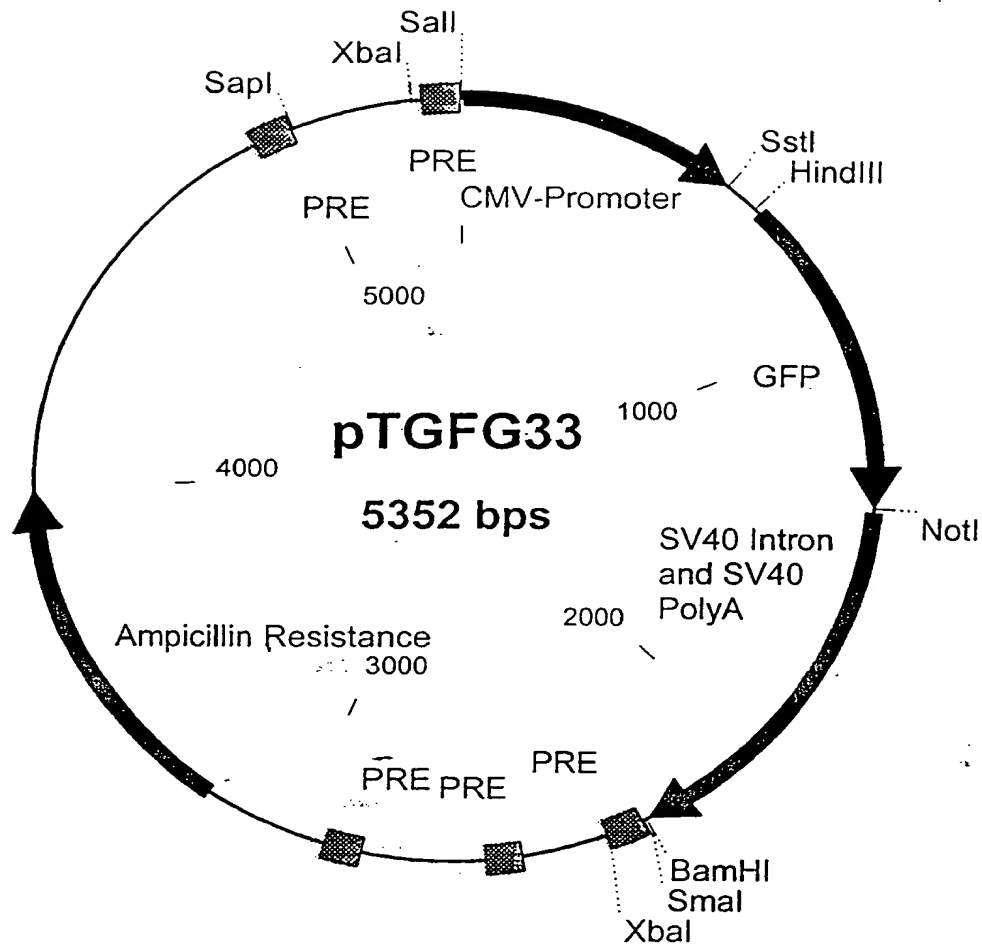 SalI
XbaI
SapI
SstI
HindIII
PRE
PRE
CMV-Promoter
5000
GFP
1000
pTGFG33
4000
5352 bps
NotI
SV40 Intron
and SV40
PolyA
2000
Ampicillin Resistance
3000
PRE
PRE
PRE
BamHI
SmaI
XbaI